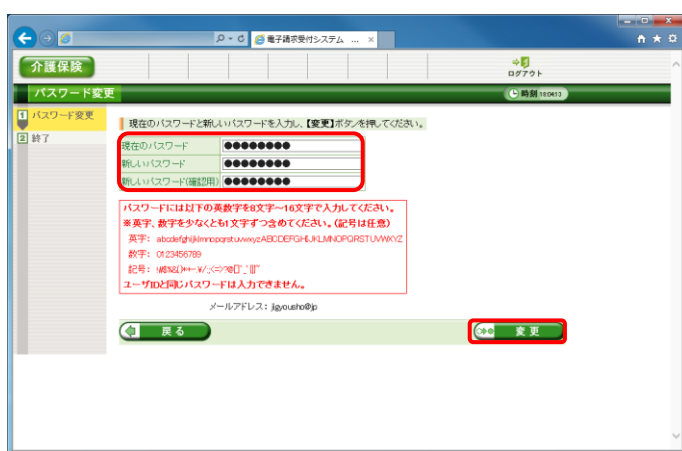 電子請求受付システム ...
介護保険
ログアウト
パスワード変更
時刻 18:04:13
1 パスワード変更
2 終了
現在のパスワードと新しいパスワードを入力し、【変更】ボタンを押してください。
現在のパスワード ●●●●●●●●
新しいパスワード ●●●●●●●●
新しいパスワード(確認用) ●●●●●●●●
パスワードには以下の英数字を8文字～16文字で入力してください。
※英字、数字を少なくとも1文字ずつ含めてください。(記号は任意)
英字: abcdefghijklmnopqrstuvwxyzABCDEFGHIJKLMNOPQRSTUVWXYZ
数字: 0123456789
記号:
ユーザIDと同じパスワードは入力できません。
メールアドレス: jigyousho@jp
戻る
変更